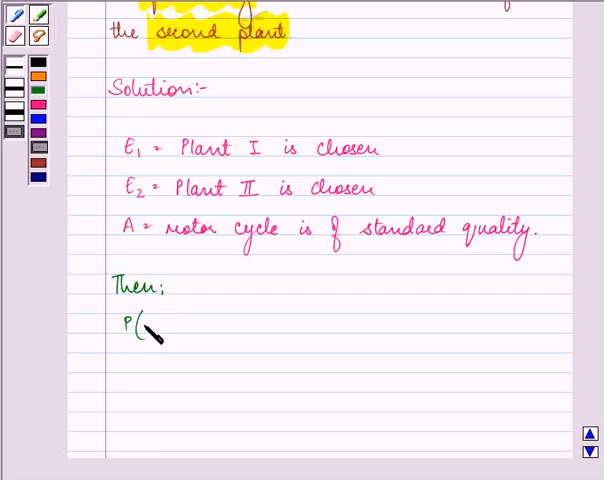 the second plant
Solution:-
E₁ = Plant I is chosen
E₂ = Plant II is chosen
A = motor cycle is of standard quality.
Then;
P(